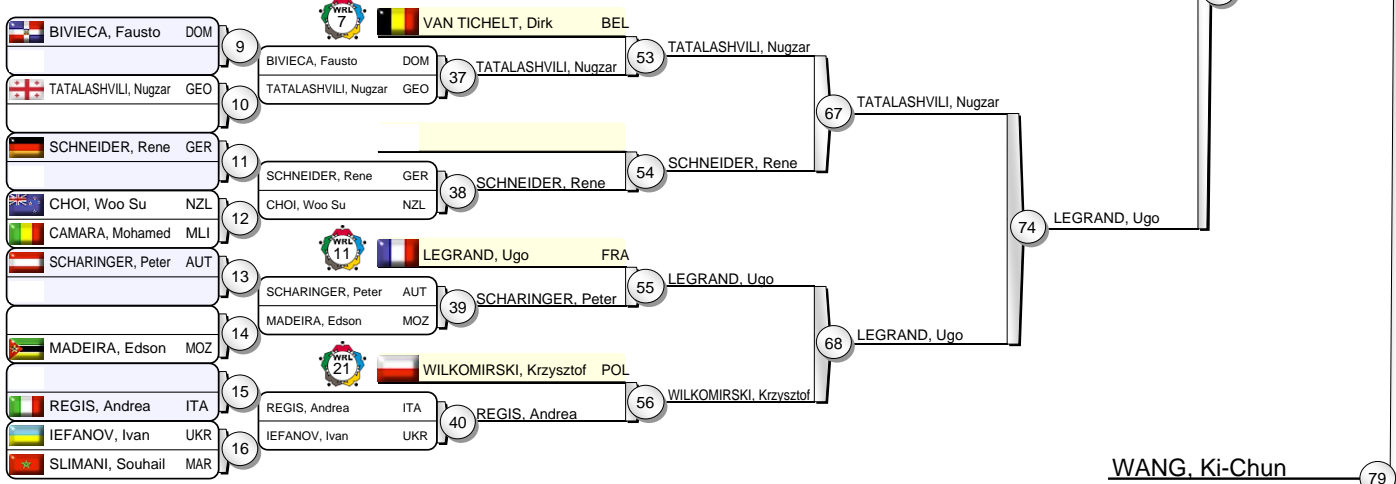 WRL
7
VAN TICHELT, Dirk BEL
BIVIECA, Fausto DOM
9
BIVIECA, Fausto DOM
TATALASHVILI, Nugzar GEO
37
TATALASHVILI, Nugzar
53
TATALASHVILI, Nugzar
TATALASHVILI, Nugzar GEO
10
67
TATALASHVILI, Nugzar
SCHNEIDER, Rene GER
11
SCHNEIDER, Rene GER
CHOI, Woo Su NZL
38
SCHNEIDER, Rene
54
SCHNEIDER, Rene
CHOI, Woo Su NZL
CAMARA, Mohamed MLI
12
74
LEGRAND, Ugo
WRL
11
LEGRAND, Ugo FRA
SCHARINGER, Peter AUT
13
SCHARINGER, Peter AUT
MADEIRA, Edson MOZ
39
SCHARINGER, Peter
55
LEGRAND, Ugo
MADEIRA, Edson MOZ
14
68
LEGRAND, Ugo
WRL
21
WILKOMIRSKI, Krzysztof POL
REGIS, Andrea ITA
15
REGIS, Andrea ITA
IEFANOV, Ivan UKR
40
REGIS, Andrea
56
WILKOMIRSKI, Krzysztof
IEFANOV, Ivan UKR
SLIMANI, Souhail MAR
16
WANG, Ki-Chun
79